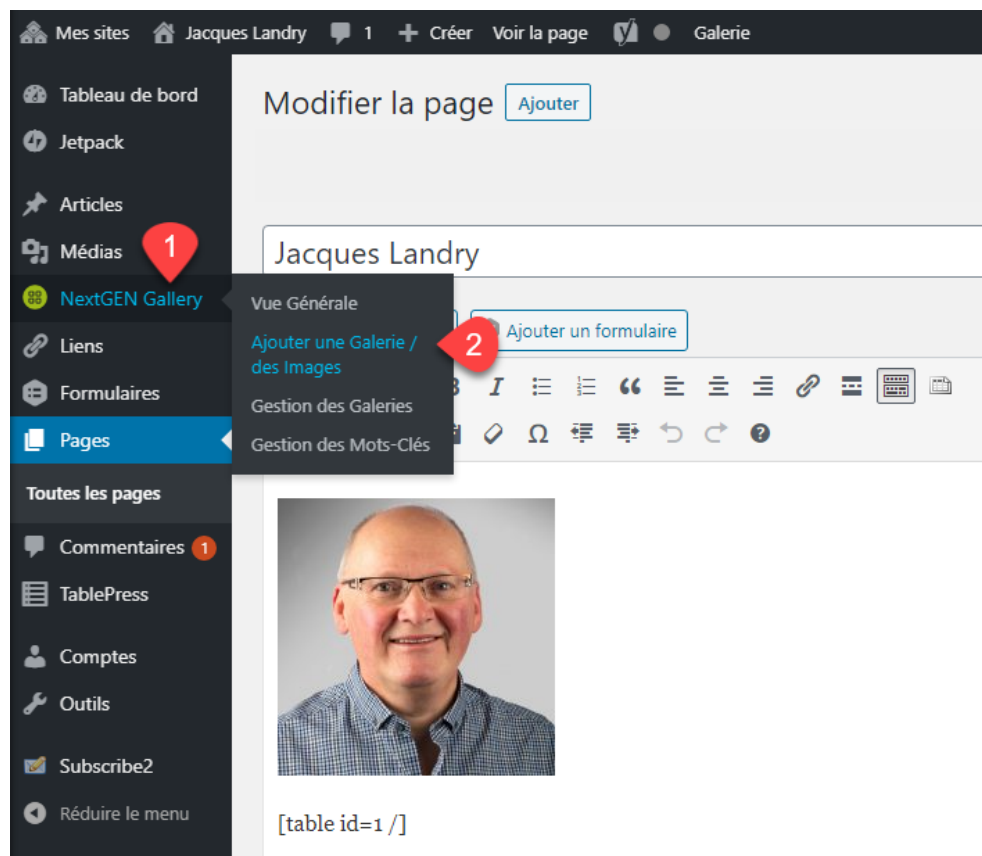 Mes sites Jacques Landry 1 Créer Voir la page Galerie
Tableau de bord
Jetpack
Articles
Médias
1
NextGEN Gallery
Liens
Formulaires
Pages
Toutes les pages
Commentaires 1
TablePress
Comptes
Outils
Subscribe2
Réduire le menu
Vue Générale
Ajouter une Galerie /
des Images
2
Gestion des Galeries
Gestion des Mots-Clés
Modifier la page Ajouter
Jacques Landry
Ajouter un formulaire
[table id=1 /]